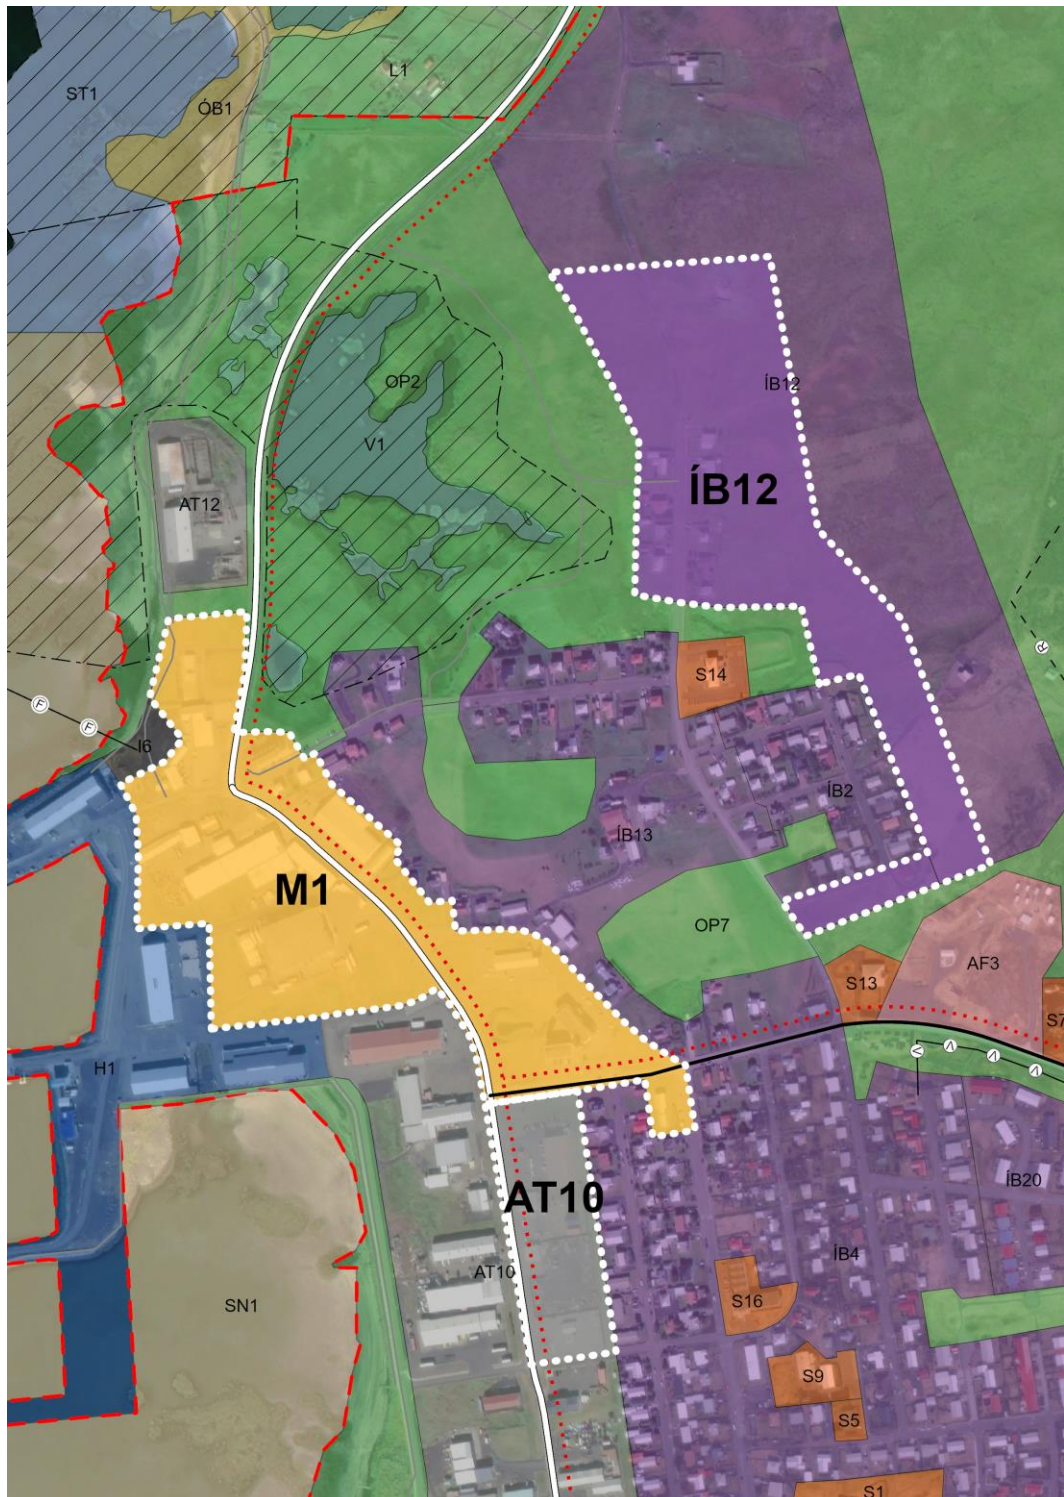 L1
ST1
ÓB1
OP2
ÍB12
V1
ÍB12
AT12
R
S14
F
F
I6
ÍB2
ÍB13
M1
OP7
AF3
S13
S7
H1
V
V
V
V
ÍB20
AT10
ÍB4
AT10
SN1
S16
S9
S5
S1